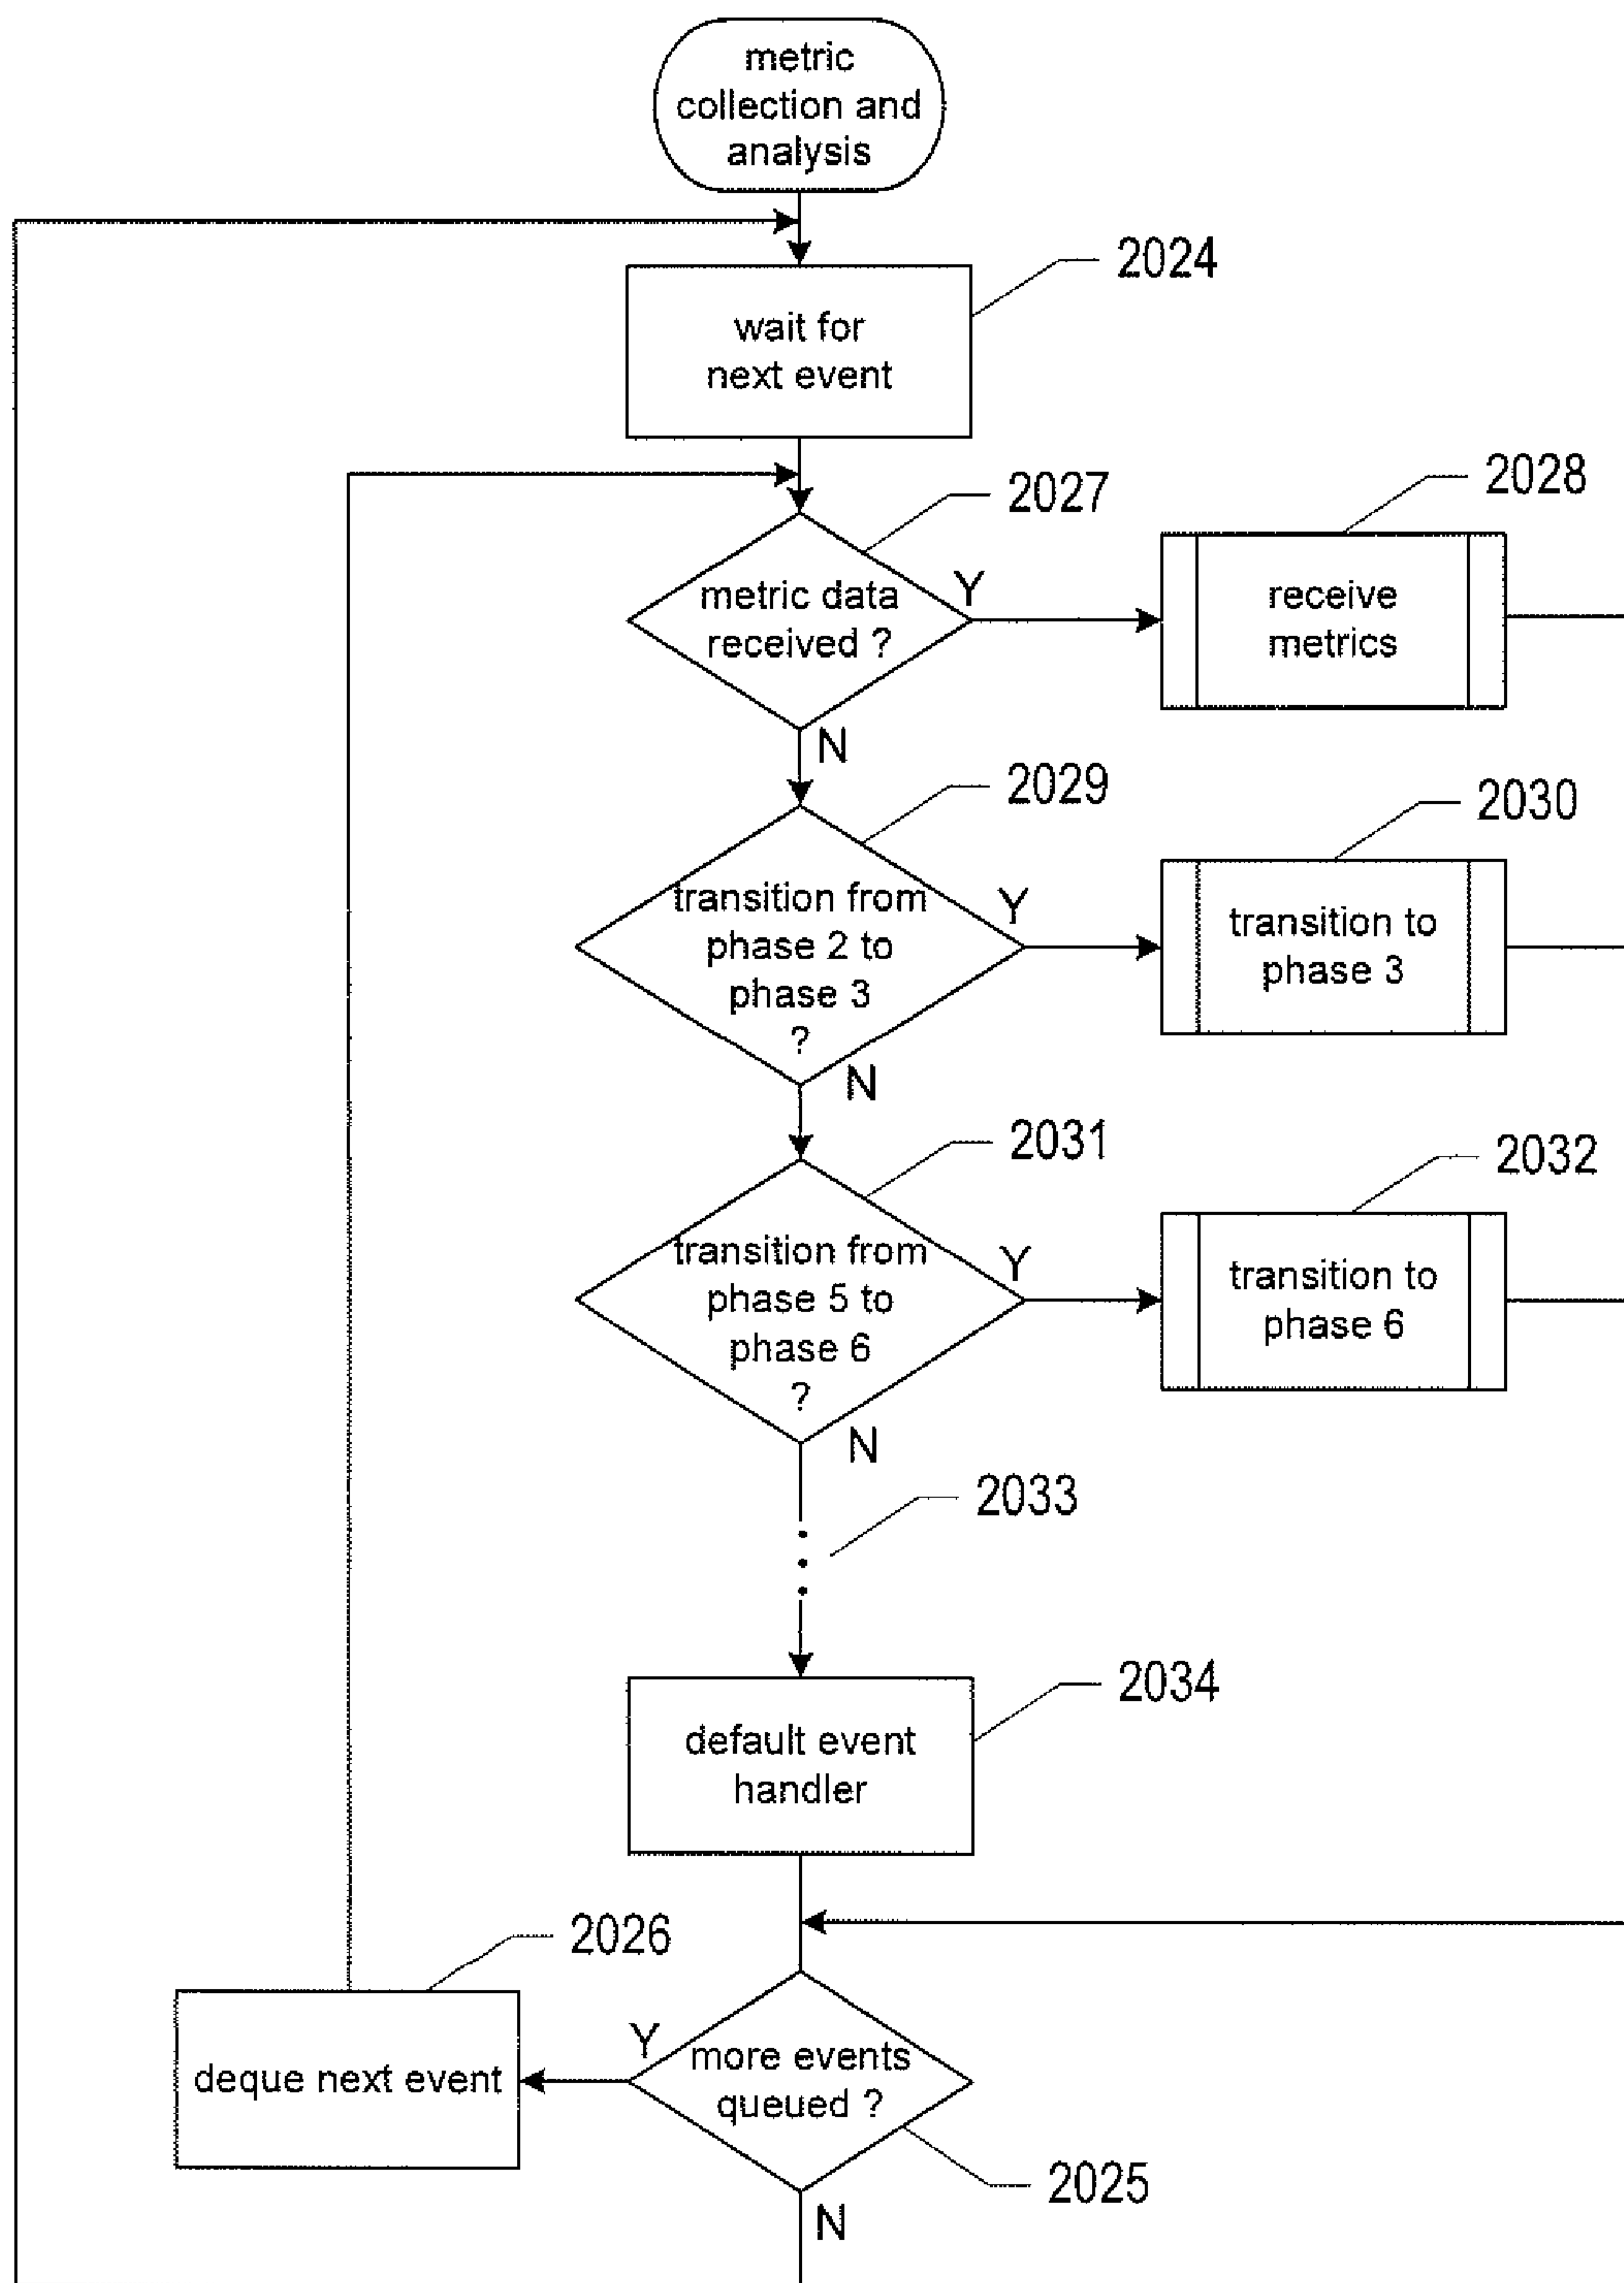 metric
collection and
analysis
2024
wait for
next event
2027
2028
metric data
received ?
Y
receive
metrics
N
2029
2030
transition from
phase 2 to
phase 3
?
Y
transition to
phase 3
N
2031
2032
transition from
phase 5 to
phase 6
?
Y
transition to
phase 6
N
2033
2034
default event
handler
2026
deque next event
Y
more events
queued ?
2025
N